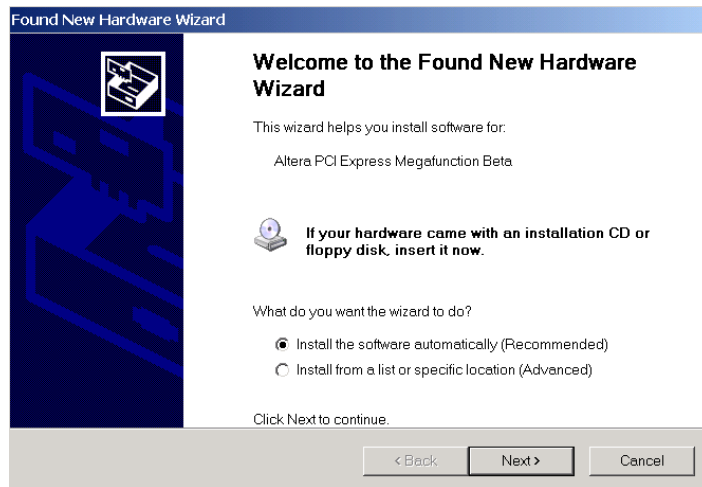 Found New Hardware Wizard
Welcome to the Found New Hardware
Wizard
This wizard helps you install software for:
Altera PCI Express Megafunction Beta
If your hardware came with an installation CD or
floppy disk, insert it now.
What do you want the wizard to do?
Install the software automatically (Recommended)
Install from a list or specific location (Advanced)
Click Next to continue.
< Back Next > Cancel